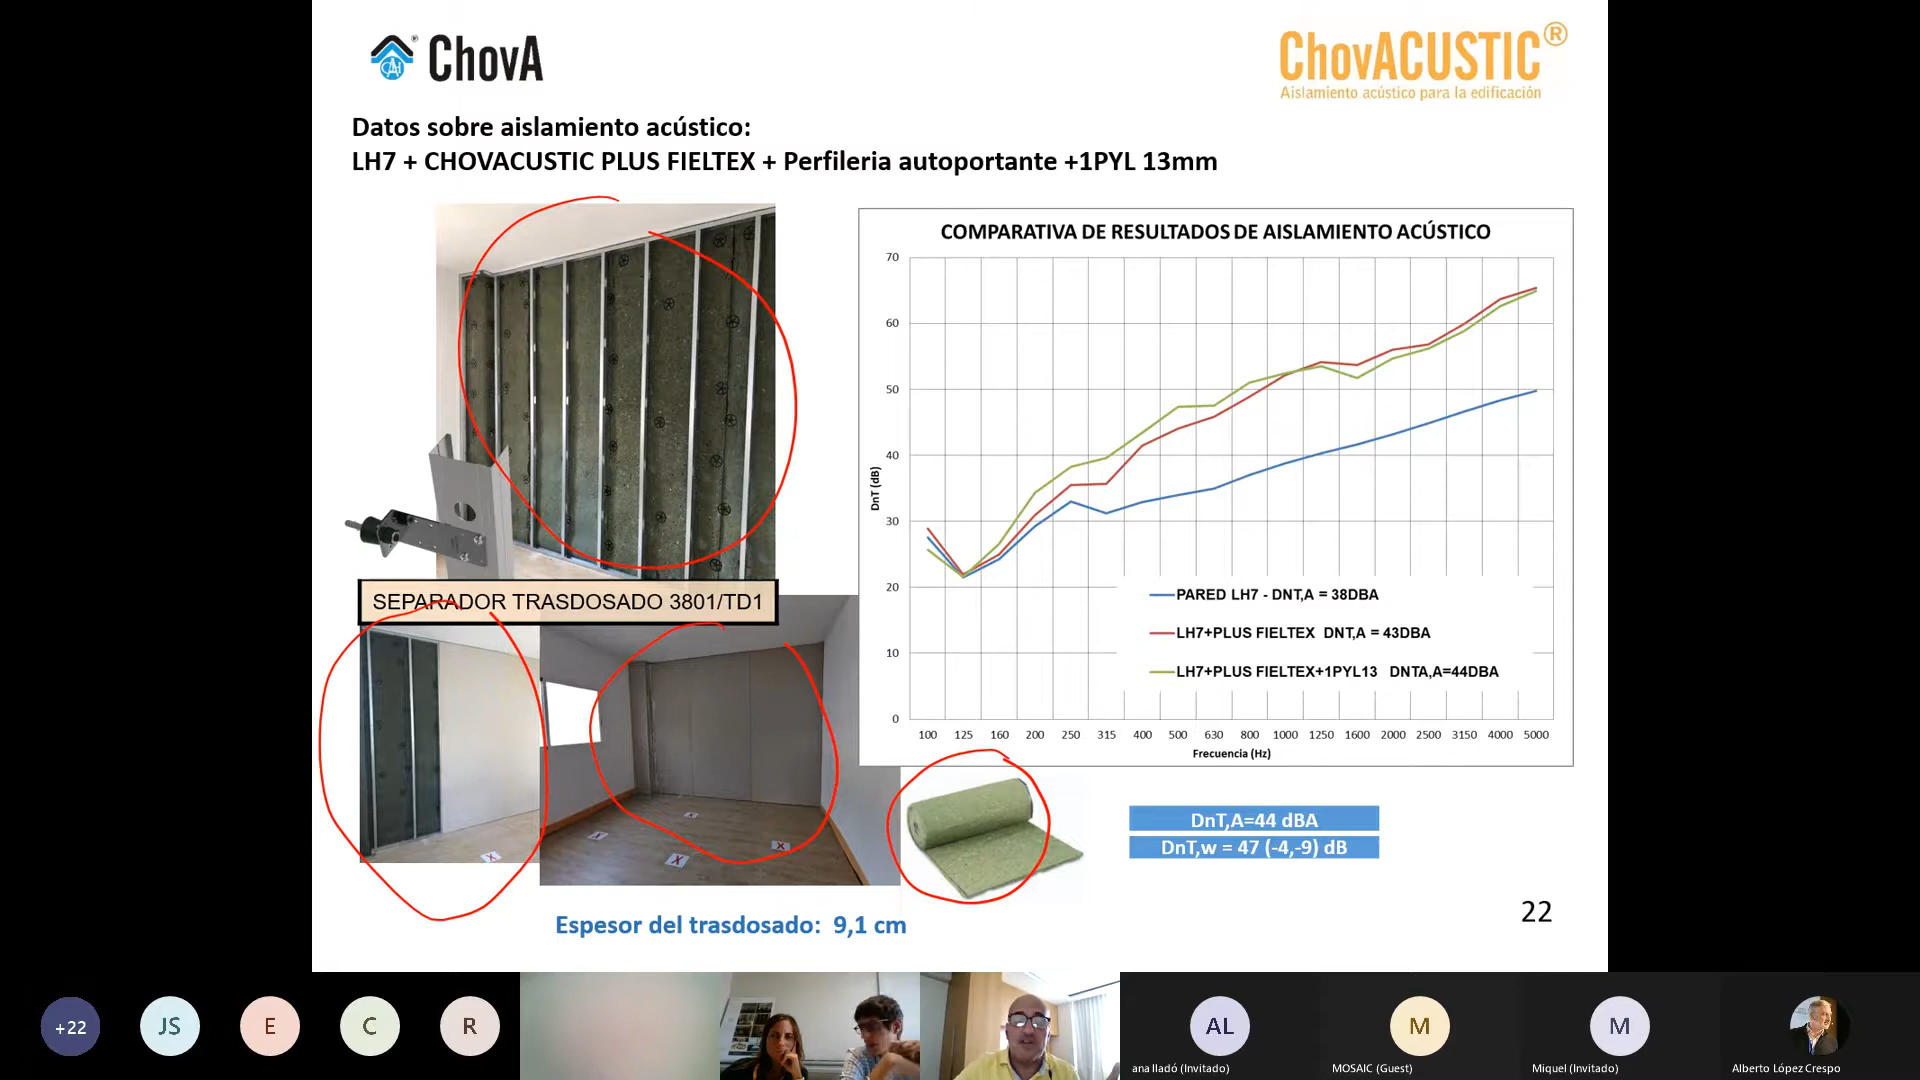 ChovA
ChovACUSTIC®
Aislamiento acústico para la edificación
Datos sobre aislamiento acústico:
LH7 + CHOVACUSTIC PLUS FIELTEX + Perfileria autoportante +1PYL 13mm
SEPARADOR TRASDOSADO 3801/TD1
COMPARATIVA DE RESULTADOS DE AISLAMIENTO ACÚSTICO
70
60
50
40
30
20
10
0
DnT (dB)
PARED LH7 - DNT,A = 38DBA
LH7+PLUS FIELTEX DNT,A = 43DBA
LH7+PLUS FIELTEX+1PYL13 DNTA,A=44DBA
100 125 160 200 250 315 400 500 630 800 1000 1250 1600 2000 2500 3150 4000 5000
Frecuencia (Hz)
X X X X X
DnT,A=44 dBA
DnT,w = 47 (-4,-9) dB
Espesor del trasdosado: 9,1 cm
22
+22
JS
E
C
R
AL
M
M
ana lladó (Invitado)
MOSAIC (Guest)
Miquel (Invitado)
Alberto López Crespo